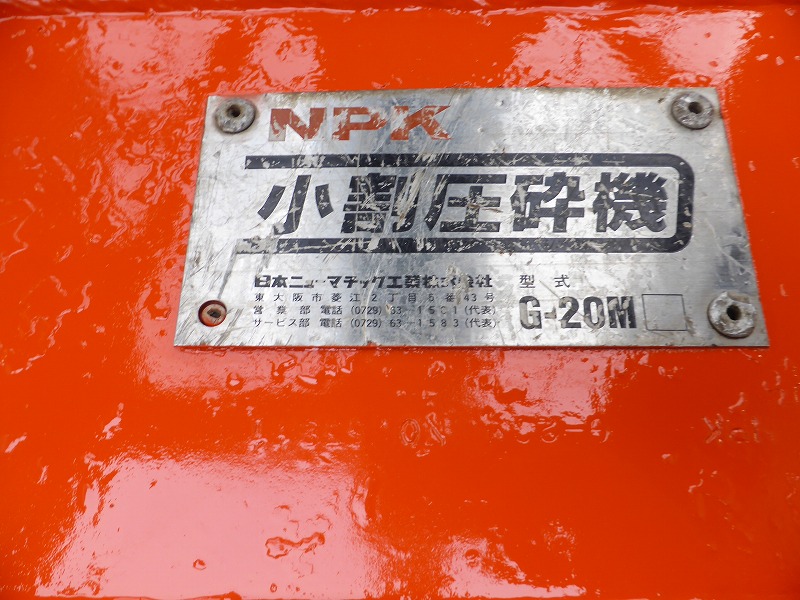 NPK
小割圧砕機
日本ニューマチック工業株式会社
型式
東大阪市菱江2丁目5番43号
営業部 電話 (0729) 63-1581 (代表)
サービス部 電話 (0729) 63-1583 (代表)
G-20M